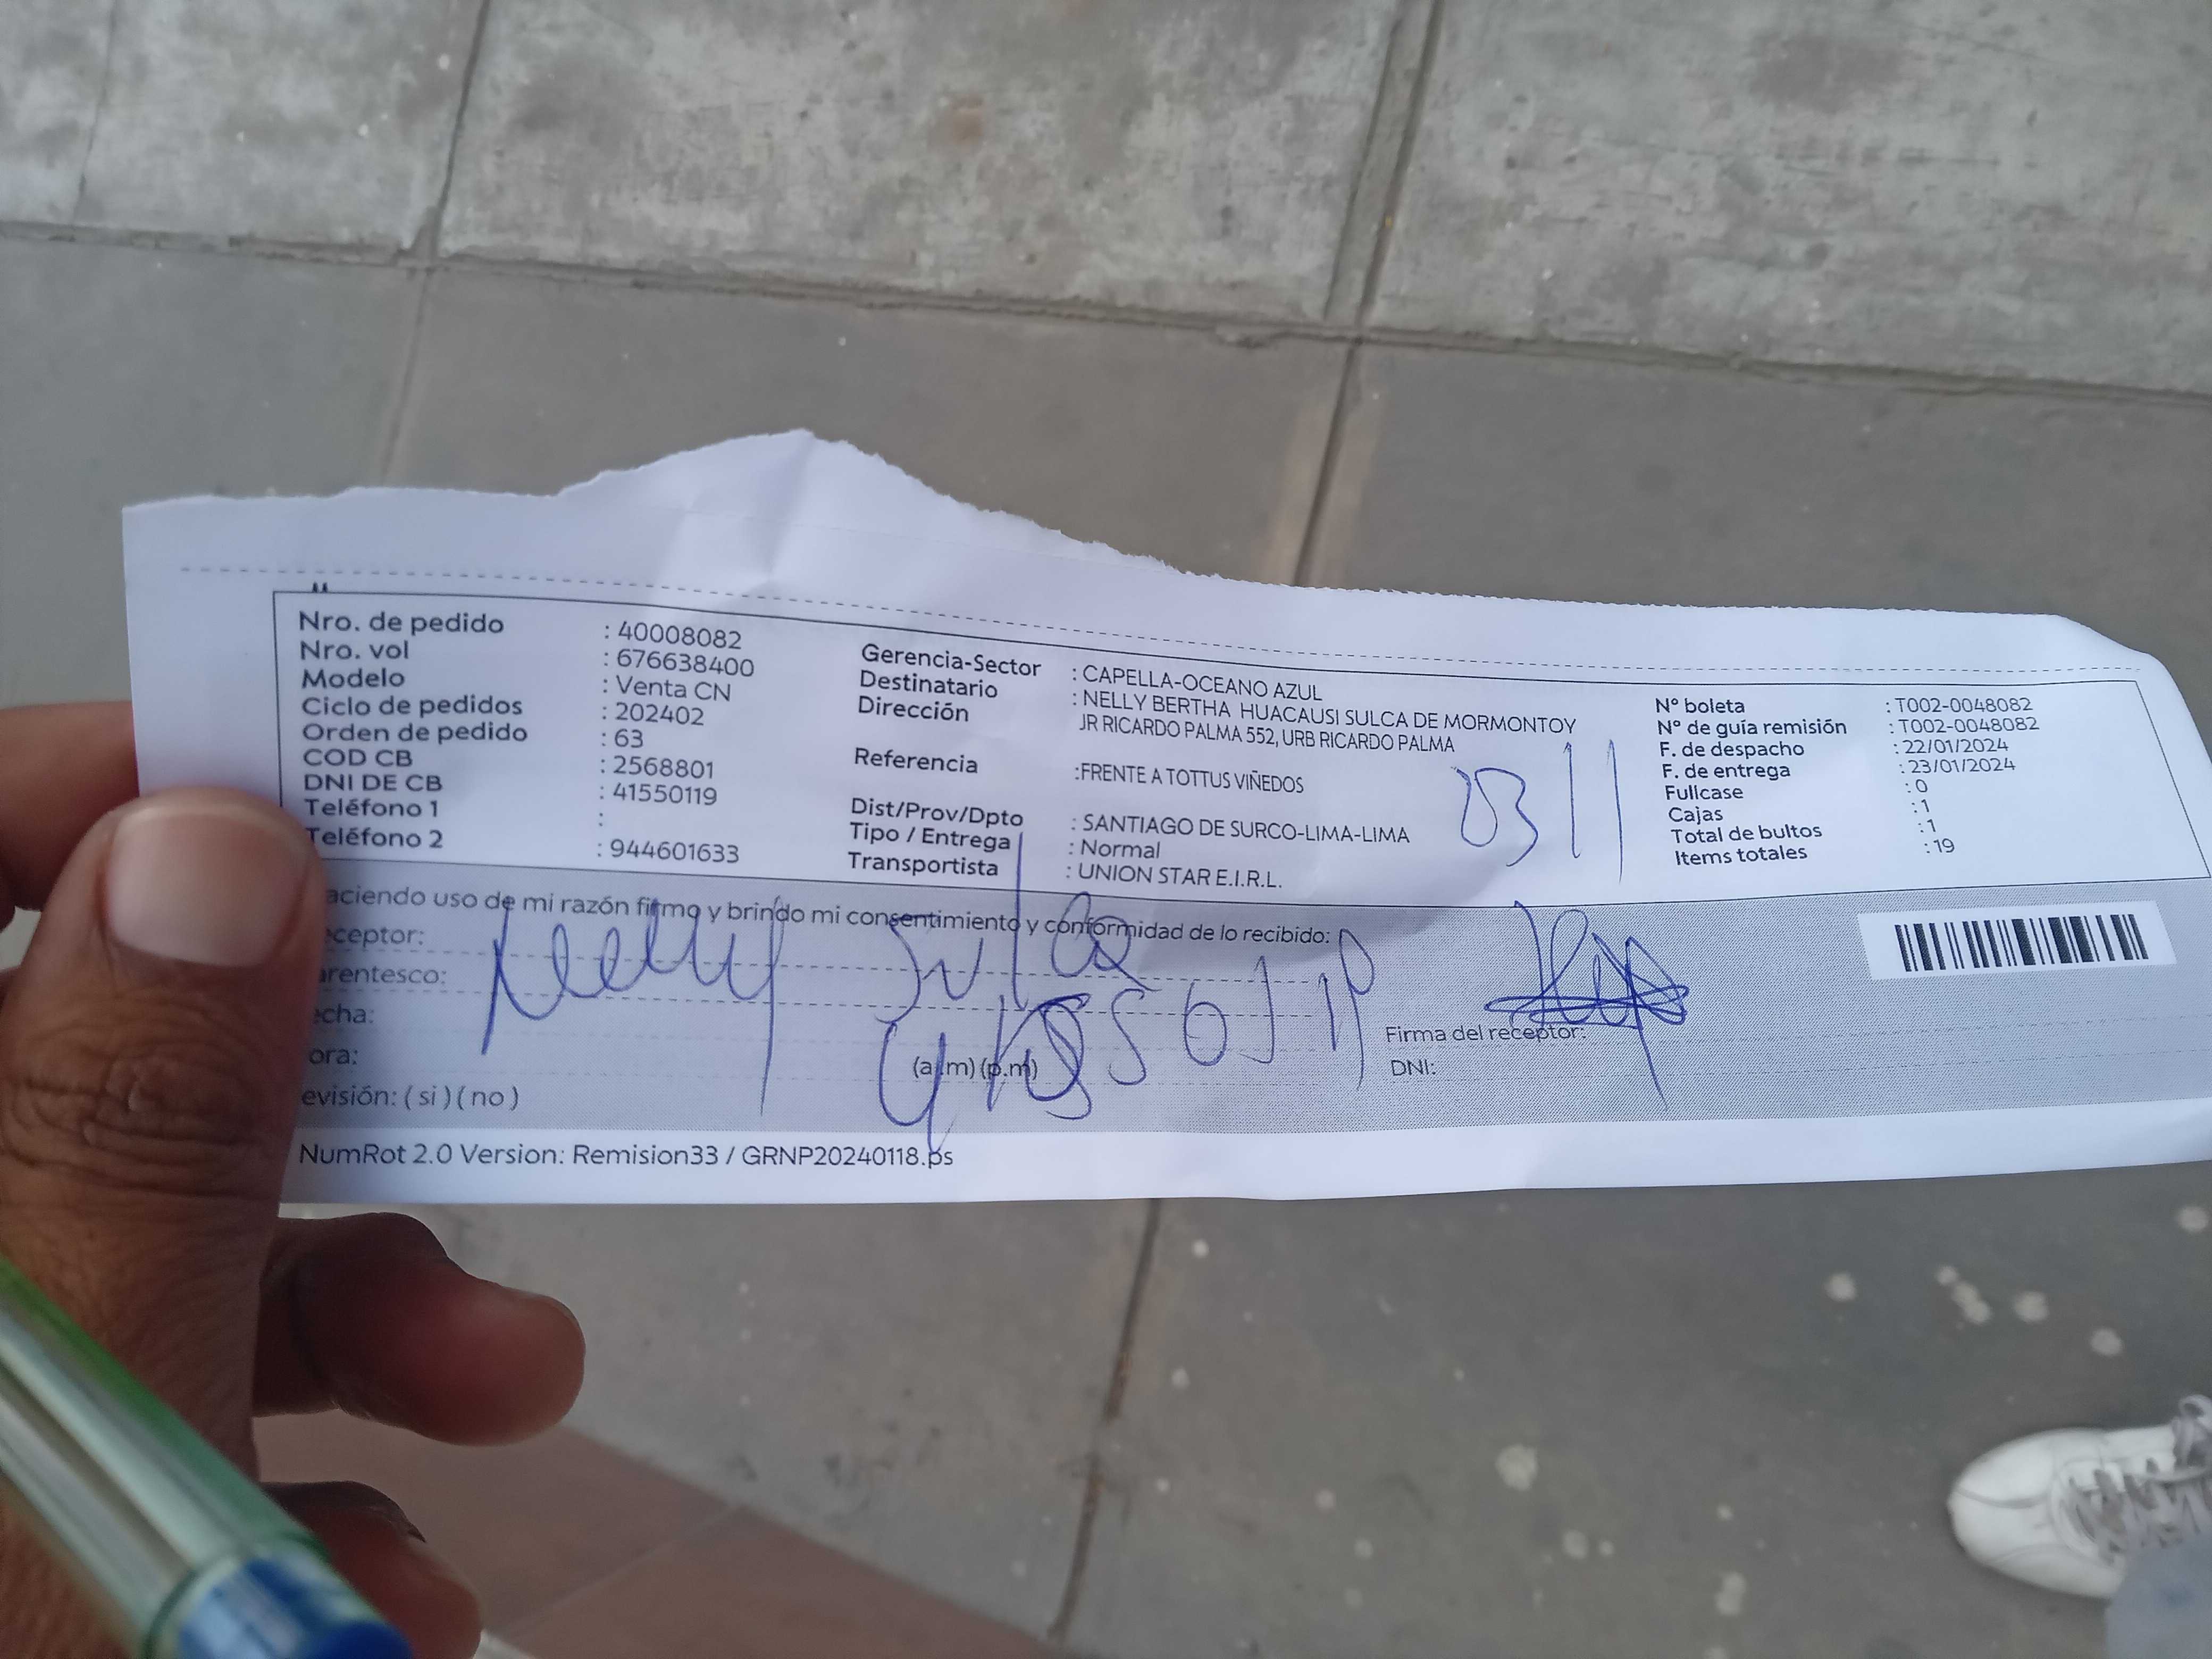 Nro. de pedido : 40008082
Nro. vol : 676638400
Modelo : Venta CN
Ciclo de pedidos : 202402
Orden de pedido : 63
COD CB : 2568801
DNI DE CB : 41550119
Teléfono 1 :
Teléfono 2 : 944601633
Gerencia-Sector : CAPELLA-OCEANO AZUL
Destinatario : NELLY BERTHA HUACAUSI SULCA DE MORMONTOY
Dirección JR RICARDO PALMA 552, URB RICARDO PALMA
Referencia :FRENTE A TOTTUS VIÑEDOS
Dist/Prov/Dpto : SANTIAGO DE SURCO-LIMA-LIMA
Tipo / Entrega : Normal
Transportista : UNION STAR E.I.R.L.
N° boleta : T002-0048082
N° de guía remisión : T002-0048082
F. de despacho : 22/01/2024
F. de entrega : 23/01/2024
Fullcase : 0
Cajas : 1
Total de bultos : 1
Items totales : 19
aciendo uso de mi razón firmo y brindo mi consentimiento y conformidad de lo recibido:
eceptor: Nelly Sulca
arentesco:
echa:
ora: (a.m) (p.m)
evisión: ( si ) ( no )
Firma del receptor:
DNI:
NumRot 2.0 Version: Remision33 / GRNP20240118.ps